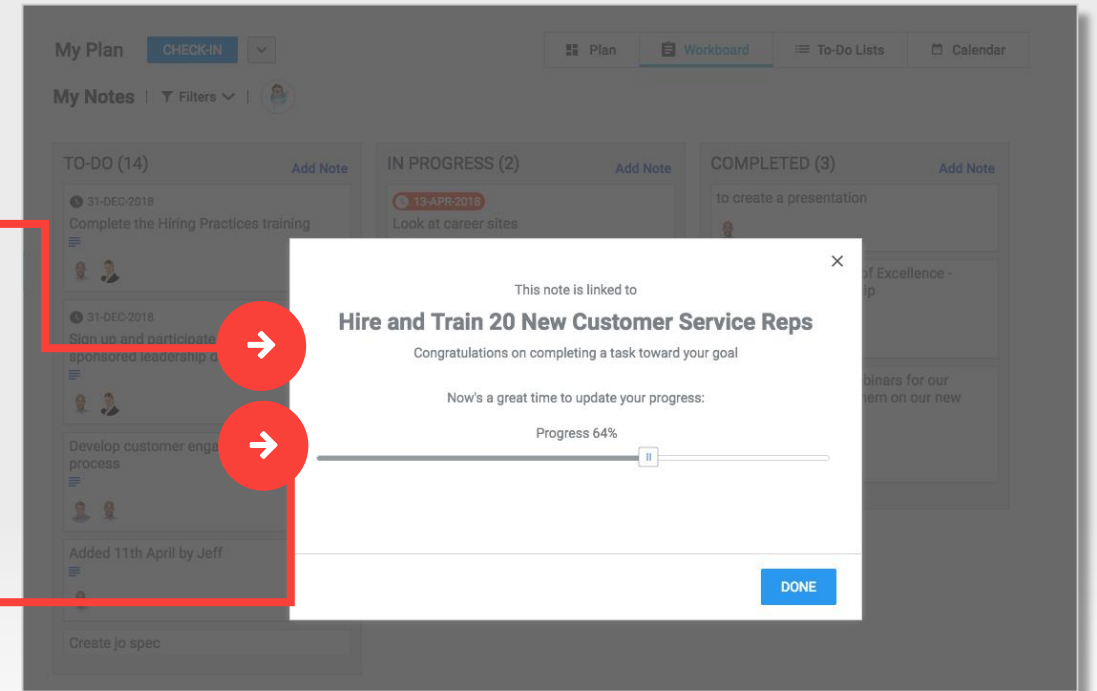 My Plan CHECK-IN Plan Workboard To-Do Lists Calendar
My Notes | Filters |
TO-DO (14) Add Note
31-DEC-2018
Complete the Hiring Practices training
31-DEC-2018
Sign up and participate
sponsored leadership
Develop customer
process
Added 11th April by Jeff
Create jo spec
IN PROGRESS (2) Add Note
13-APR-2018
Look at career sites
COMPLETED (3) Add Note
to create a presentation
of Excellence -
for our
on our new
This note is linked to
Hire and Train 20 New Customer Service Reps
Congratulations on completing a task toward your goal
Now's a great time to update your progress:
Progress 64%
DONE